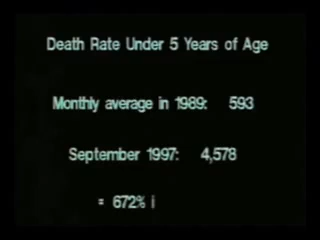 Death Rate Under 5 Years of Age
Monthly average in 1989: 593
September 1997: 4,578
= 672% i